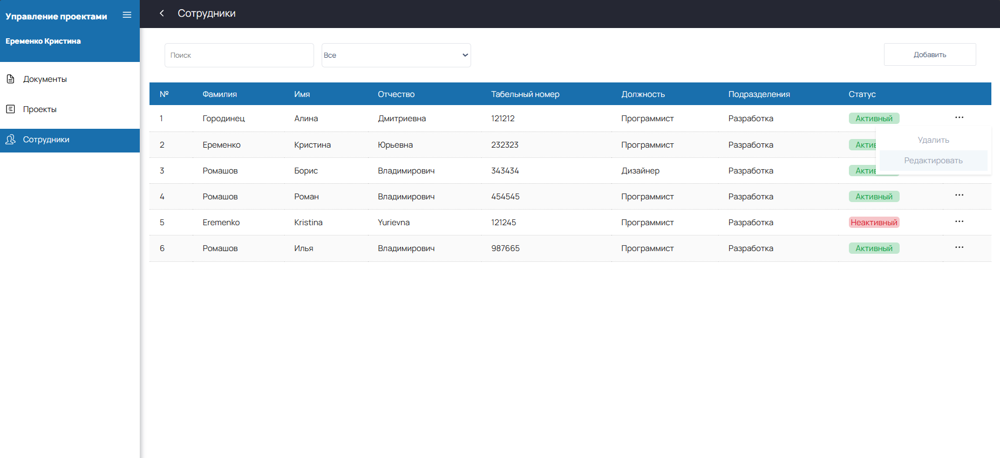 Управление проектами
Еременко Кристина
Документы
Проекты
Сотрудники
Сотрудники
Поиск Все Добавить
№ Фамилия Имя Отчество Табельный номер Должность Подразделения Статус
1 Городинец Алина Дмитриевна 121212 Программист Разработка Активный ...
2 Еременко Кристина Юрьевна 232323 Программист Разработка Актив
Удалить
Редактировать
3 Ромашов Борис Владимирович 343434 Дизайнер Разработка Актив
4 Ромашов Роман Владимирович 454545 Программист Разработка Активный ...
5 Eremenko Kristina Yurievna 121245 Программист Разработка Неактивный ...
6 Ромашов Илья Владимирович 987665 Программист Разработка Активный ...